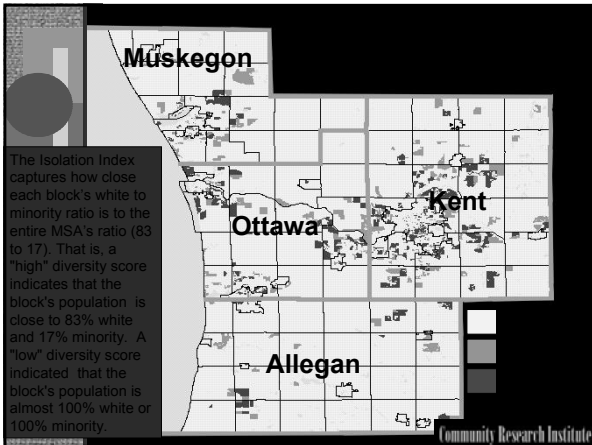 Muskegon
The Isolation Index
captures how close
each block's white to
minority ratio is to the
entire MSA's ratio (83
to 17). That is, a
"high" diversity score
indicates that the
block's population is
close to 83% white
and 17% minority. A
"low" diversity score
indicated that the
block's population is
almost 100% white or
100% minority.
Kent
Ottawa
Allegan
Community Research Institute